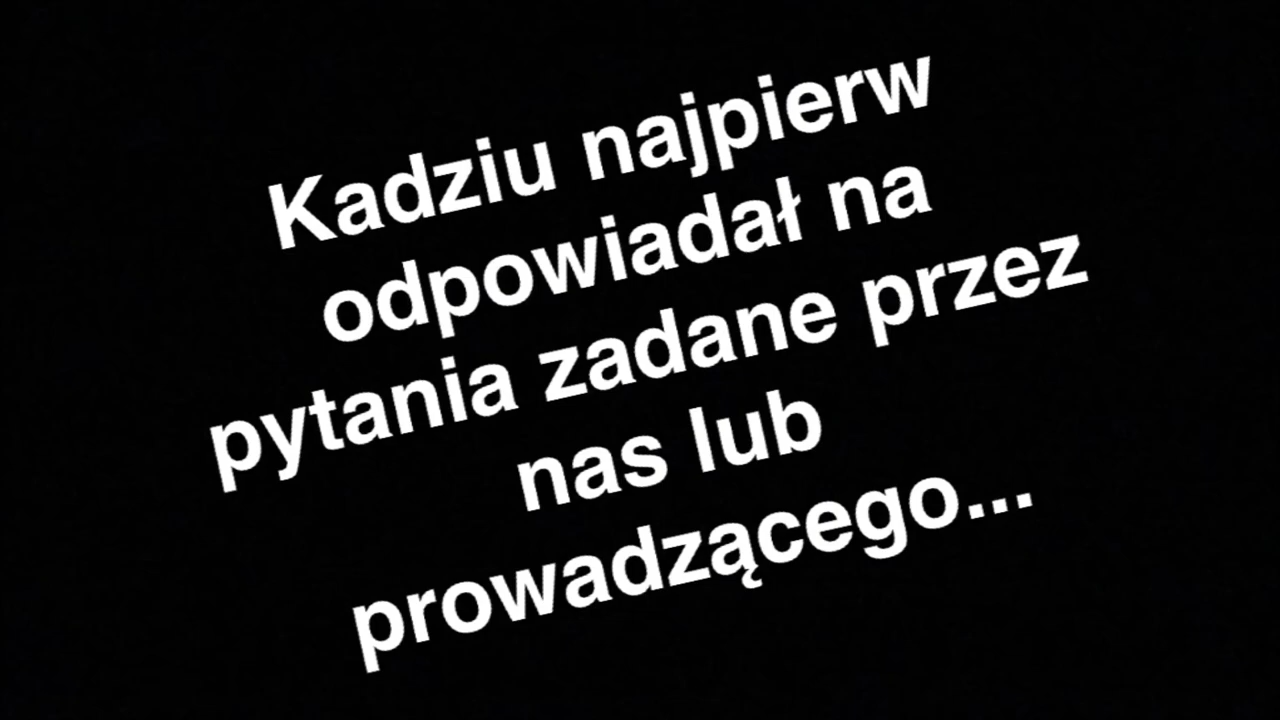 Kadziu najpierw
odpowiadał na
pytania zadane przez
nas lub
prowadzącego...